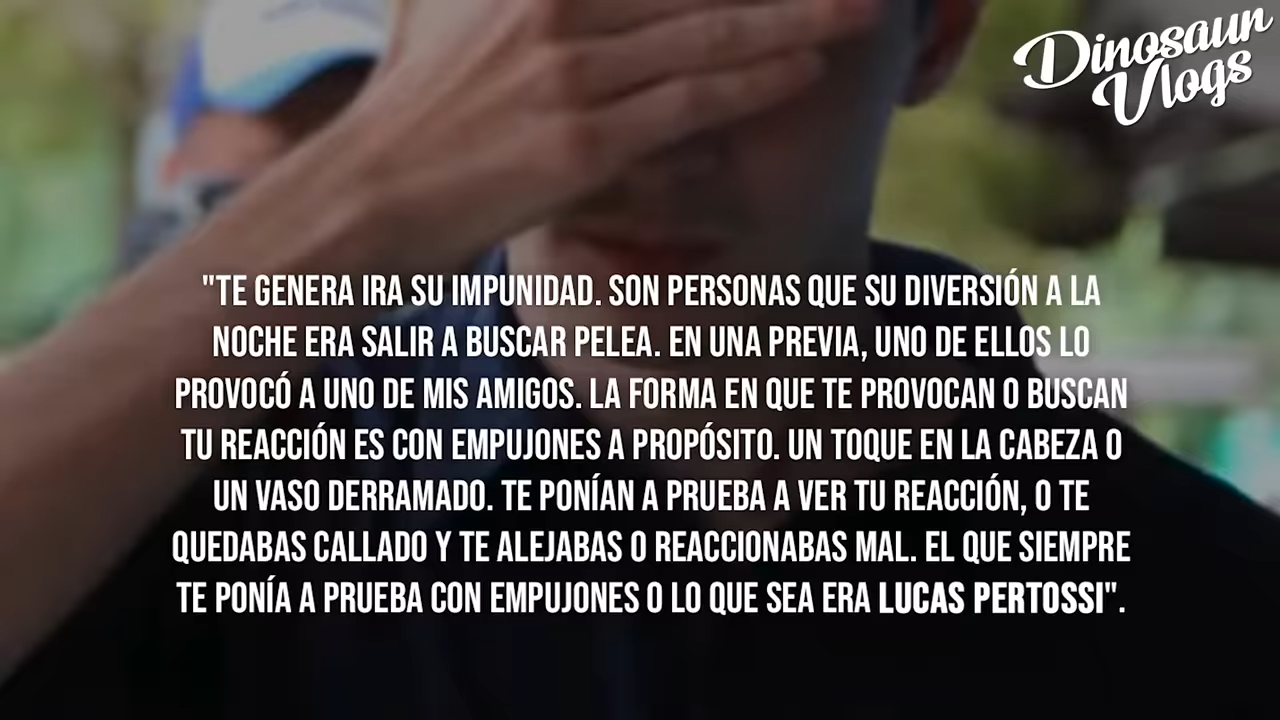 Dinosaur
Vlogs
"TE GENERA IRA SU IMPUNIDAD. SON PERSONAS QUE SU DIVERSIÓN A LA
NOCHE ERA SALIR A BUSCAR PELEA. EN UNA PREVIA, UNO DE ELLOS LO
PROVOCÓ A UNO DE MIS AMIGOS. LA FORMA EN QUE TE PROVOCAN O BUSCAN
TU REACCIÓN ES CON EMPUJONES A PROPÓSITO. UN TOQUE EN LA CABEZA O
UN VASO DERRAMADO. TE PONÍAN A PRUEBA A VER TU REACCIÓN, O TE
QUEDABAS CALLADO Y TE ALEJABAS O REACCIONABAS MAL. EL QUE SIEMPRE
TE PONÍA A PRUEBA CON EMPUJONES O LO QUE SEA ERA LUCAS PERTOSSI".